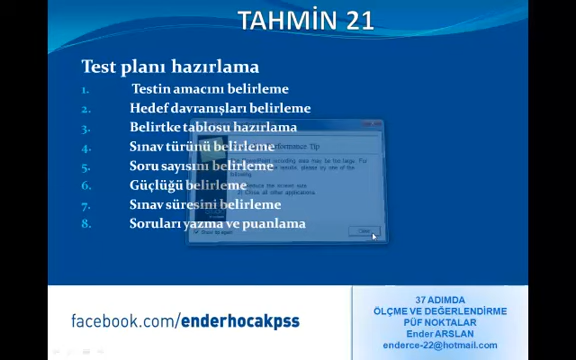 TAHMİN 21
Test planı hazırlama
1. Testin amacını belirleme
2. Hedef davranışları belirleme
3. Belirtke tablosu hazırlama
4. Sınav türünü belirleme
5. Soru sayısını belirleme
6. Güçlüğü belirleme
7. Sınav süresini belirleme
8. Soruları yazma ve puanlama
facebook.com/enderhocakpss
37 ADIMDA
ÖLÇME VE DEĞERLENDİRME
PÜF NOKTALAR
Ender ARSLAN
enderce-22@hotmail.com